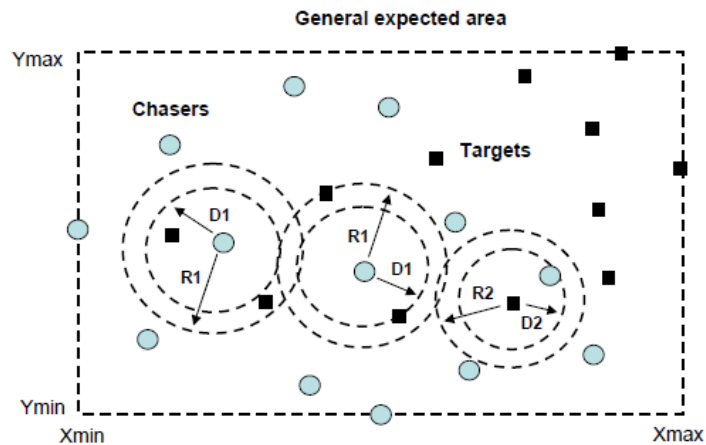 General expected area
Ymax
Chasers
Targets
D1
R1
R1
D1
R2
D2
Ymin
Xmin
Xmax